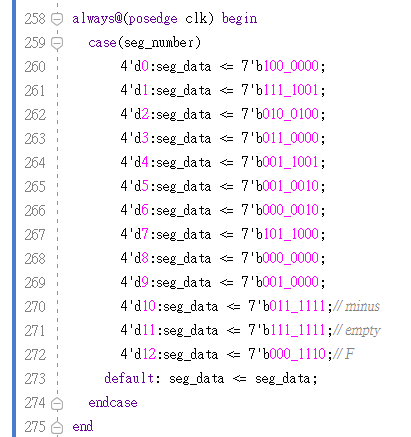 258 always@(posedge clk) begin
259 case(seg_number)
260 4'd0:seg_data <= 7'b100_0000;
261 4'd1:seg_data <= 7'b111_1001;
262 4'd2:seg_data <= 7'b010_0100;
263 4'd3:seg_data <= 7'b011_0000;
264 4'd4:seg_data <= 7'b001_1001;
265 4'd5:seg_data <= 7'b001_0010;
266 4'd6:seg_data <= 7'b000_0010;
267 4'd7:seg_data <= 7'b101_1000;
268 4'd8:seg_data <= 7'b000_0000;
269 4'd9:seg_data <= 7'b001_0000;
270 4'd10:seg_data <= 7'b011_1111;// minus
271 4'd11:seg_data <= 7'b111_1111;// empty
272 4'd12:seg_data <= 7'b000_1110;// F
273 default: seg_data <= seg_data;
274 endcase
275 end